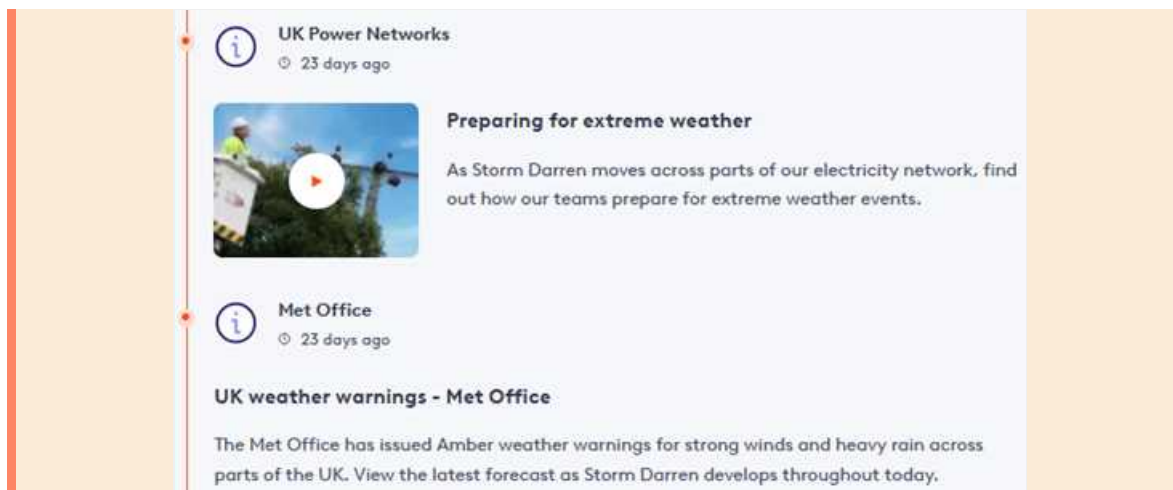 UK Power Networks
23 days ago
Preparing for extreme weather
As Storm Darren moves across parts of our electricity network, find
out how our teams prepare for extreme weather events.
Met Office
23 days ago
UK weather warnings - Met Office
The Met Office has issued Amber weather warnings for strong winds and heavy rain across
parts of the UK. View the latest forecast as Storm Darren develops throughout today.